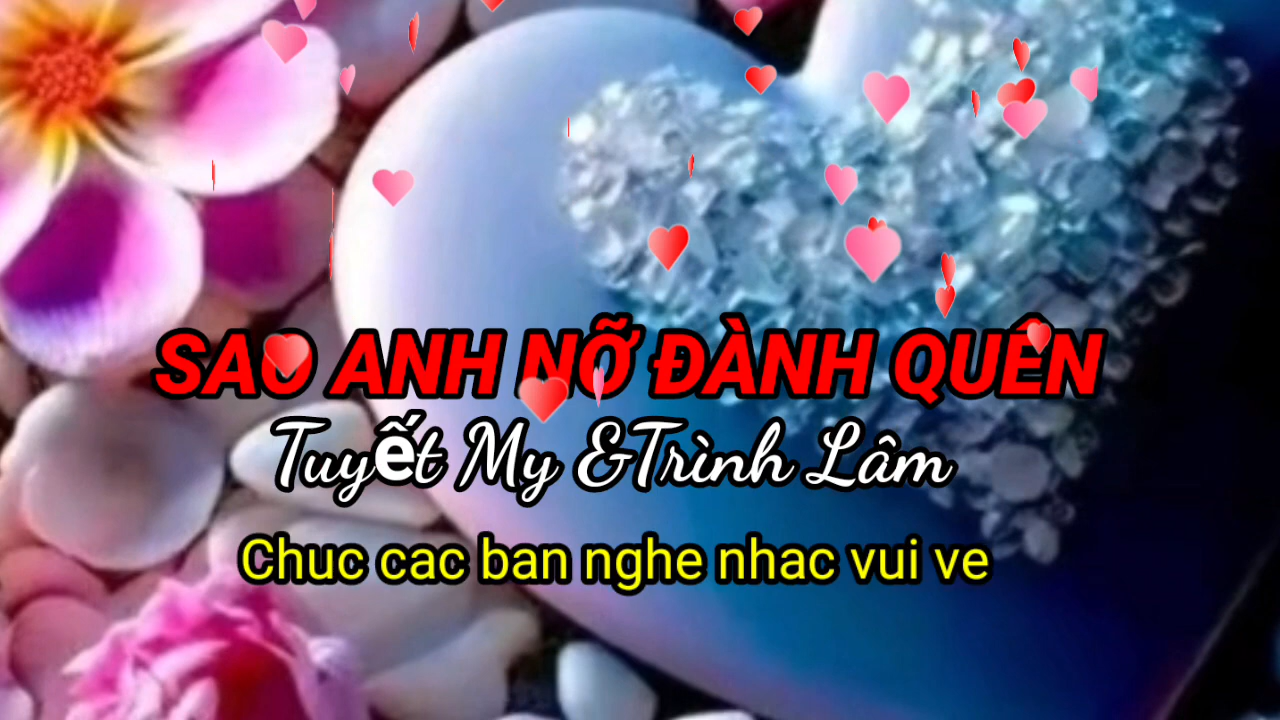 SAO ANH NỠ ĐÀNH QUÊN
Tuyết My &Trình Lâm
Chuc cac ban nghe nhac vui ve